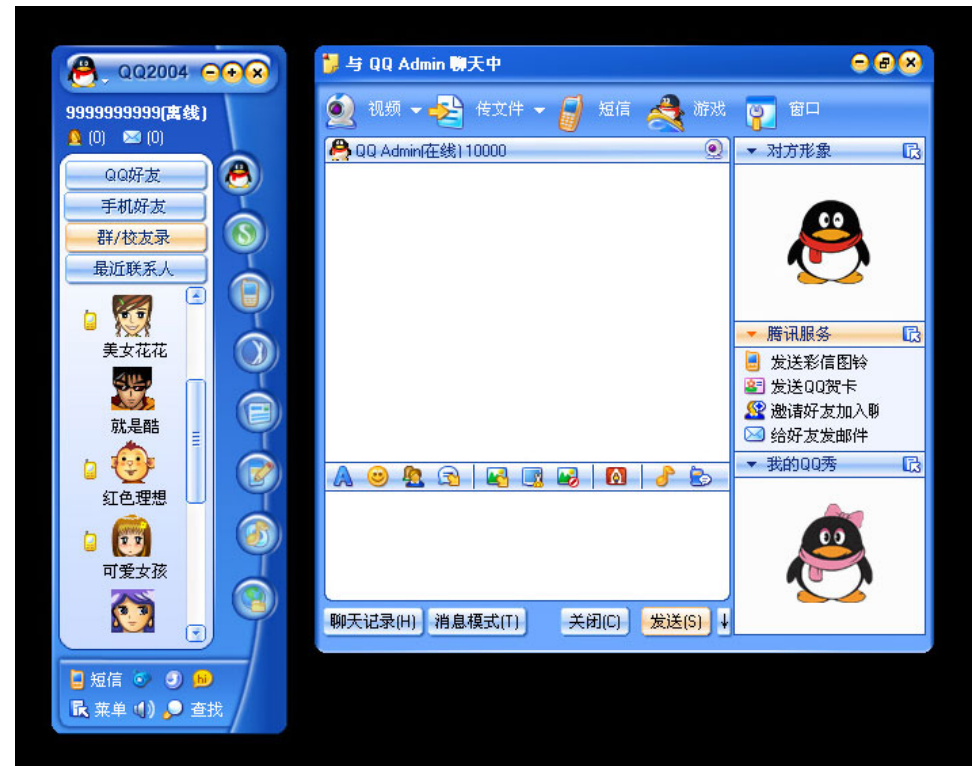 QQ2004
9999999999(离线)
(0) (0)
QQ好友
手机好友
群/校友录
最近联系人
美女花花
就是酷
红色理想
可爱女孩
短信 hi
菜单 查找
与 QQ Admin 聊天中
视频 传文件 短信 游戏 窗口
QQ Admin(在线)10000
对方形象
腾讯服务
发送彩信图铃
发送QQ贺卡
邀请好友加入聊
给好友发邮件
我的QQ秀
A
聊天记录(H) 消息模式(T) 关闭(C) 发送(S)